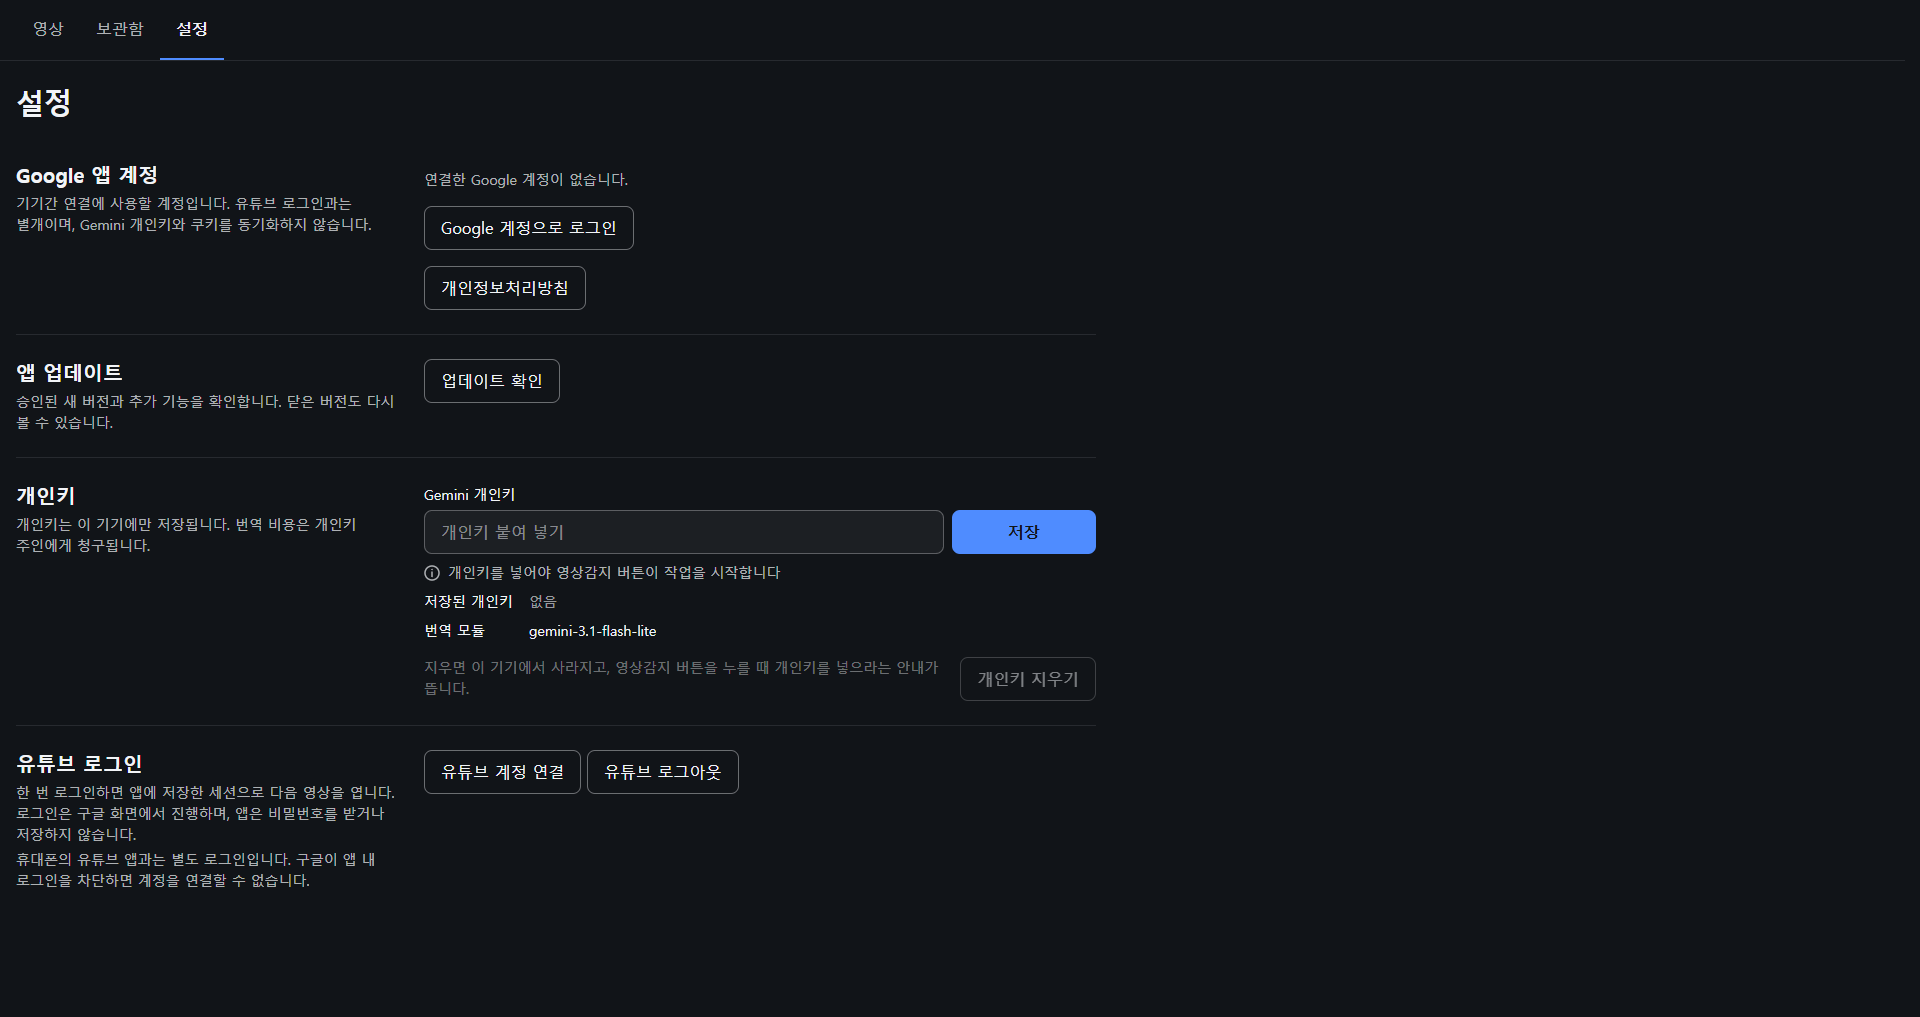 영상
보관함
설정
설정
Google 앱 계정
기기간 연결에 사용할 계정입니다. 유튜브 로그인과는
별개이며, Gemini 개인키와 쿠키를 동기화하지 않습니다.
연결한 Google 계정이 없습니다.
Google 계정으로 로그인
개인정보처리방침
앱 업데이트
승인된 새 버전과 추가 기능을 확인합니다. 닫은 버전도 다시
볼 수 있습니다.
업데이트 확인
개인키
개인키는 이 기기에만 저장됩니다. 번역 비용은 개인키
주인에게 청구됩니다.
Gemini 개인키
개인키 붙여 넣기
저장
개인키를 넣어야 영상감지 버튼이 작업을 시작합니다
저장된 개인키 없음
번역 모듈 gemini-3.1-flash-lite
지우면 이 기기에서 사라지고, 영상감지 버튼을 누를 때 개인키를 넣으라는 안내가
뜹니다.
개인키 지우기
유튜브 로그인
한 번 로그인하면 앱에 저장한 세션으로 다음 영상을 엽니다.
로그인은 구글 화면에서 진행하며, 앱은 비밀번호를 받거나
저장하지 않습니다.
휴대폰의 유튜브 앱과는 별도 로그인입니다. 구글이 앱 내
로그인을 차단하면 계정을 연결할 수 없습니다.
유튜브 계정 연결
유튜브 로그아웃